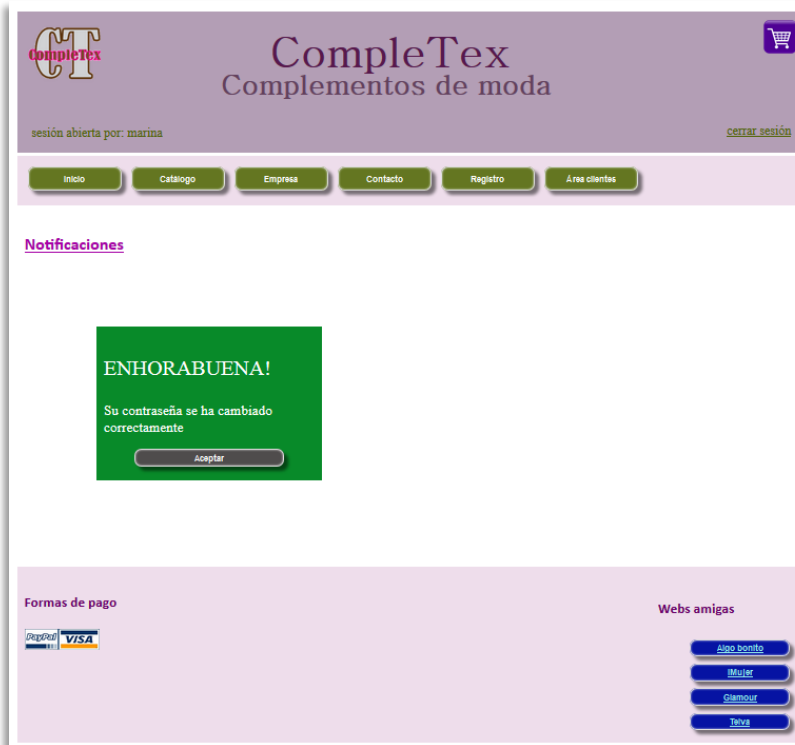 CT
CompleTex
CompleTex
Complementos de moda
sesión abierta por: marina
cerrar sesión
Inicio
Catálogo
Empresa
Contacto
Registro
Área clientes
Notificaciones
ENHORABUENA!
Su contraseña se ha cambiado
correctamente
Aceptar
Formas de pago
PayPal VISA
Webs amigas
Algo bonito
IMujer
Glamour
Telva